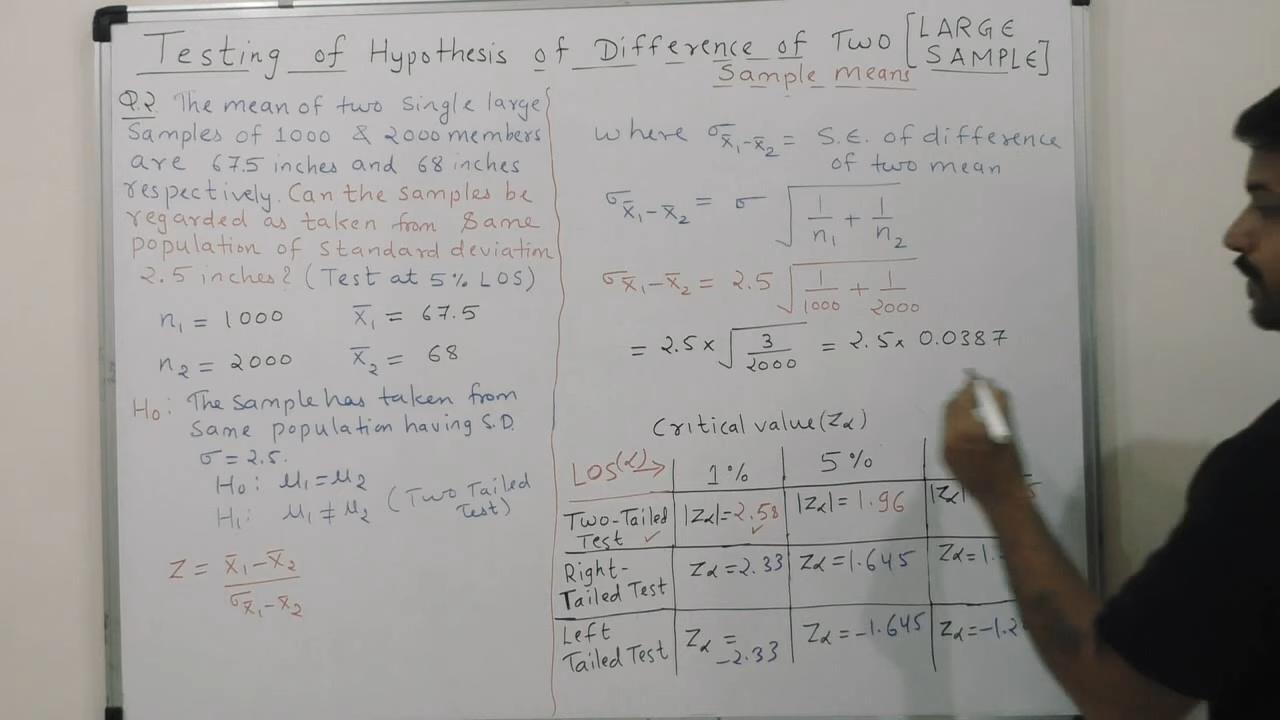 Testing of Hypothesis of Difference of Two [LARGE
SAMPLE]
Sample means
Q.2 The mean of two single large
Samples of 1000 & 2000 members
are 67.5 inches and 68 inches
respectively. Can the samples be
regarded as taken from Same
population of standard deviation
2.5 inches? (Test at 5% LOS)
n₁ = 1000 x̄₁ = 67.5
n₂ = 2000 x̄₂ = 68
H₀: The sample has taken from
same population having S.D.
σ = 2.5.
H₀: μ₁ = μ₂
H₁: μ₁ ≠ μ₂ (Two Tailed
Test)
Z = x̄₁ - x̄₂
σx̄₁-x̄₂
where σx̄₁-x̄₂ = S.E. of difference
of two mean
σx̄₁-x̄₂ = σ √(1/n₁ + 1/n₂)
σx̄₁-x̄₂ = 2.5 √(1/1000 + 1/2000)
= 2.5 × √(3/2000) = 2.5 × 0.0387
Critical value (Zα)
LOS(α)→ 1% 5%
Two-Tailed
Test ✓ |Zα| = 2.58 ✓ |Zα| = 1.96 |Zα|
Right-
Tailed Test Zα = 2.33 Zα = 1.645 Zα = 1.
Left
Tailed Test Zα =
-2.33 Zα = -1.645 Zα = -1.2